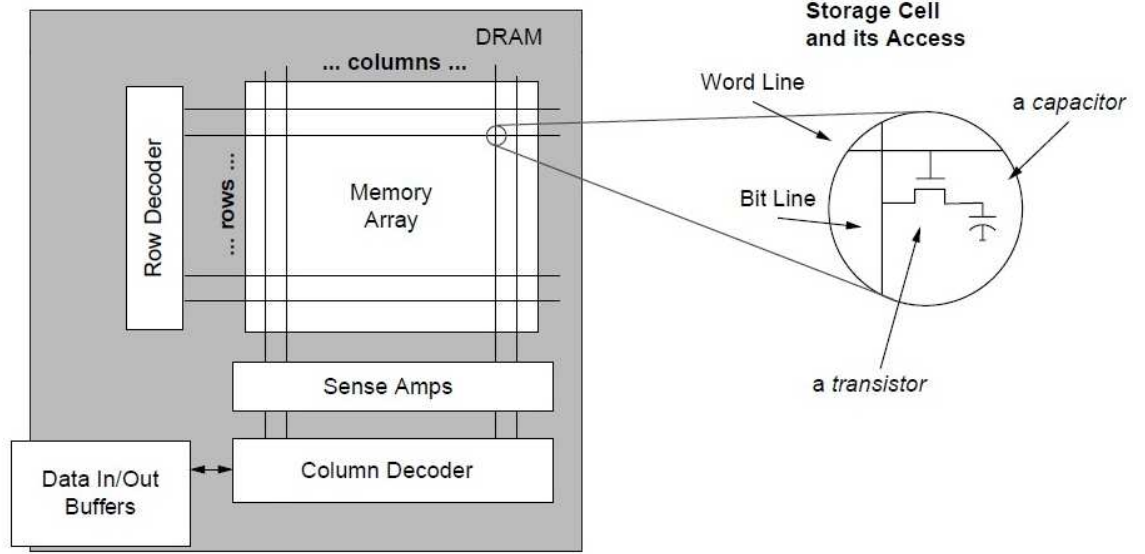 DRAM
... columns ...
Row Decoder
... rows ...
Memory
Array
Sense Amps
Column Decoder
Data In/Out
Buffers
Storage Cell
and its Access
Word Line
a capacitor
Bit Line
a transistor